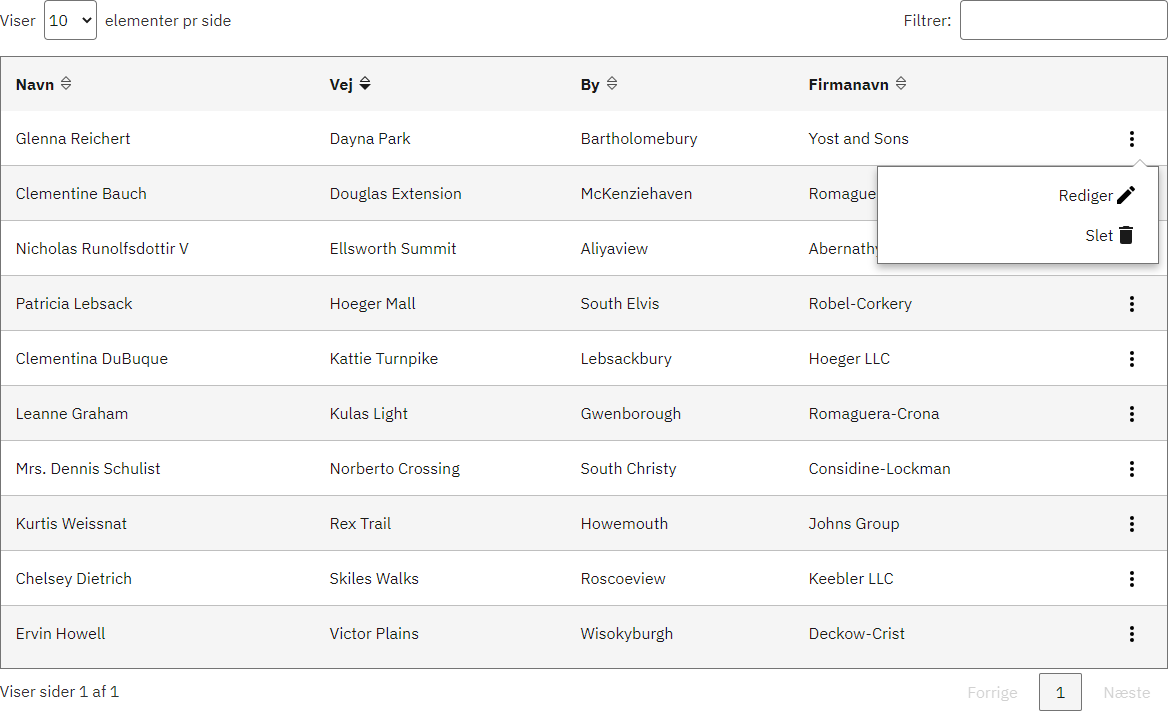 Viser 10 elementer pr side Filtrer:
Navn Vej By Firmanavn
Glenna Reichert Dayna Park Bartholomebury Yost and Sons
Clementine Bauch Douglas Extension McKenziehaven Romague
Rediger
Nicholas Runolfsdottir V Ellsworth Summit Aliyaview Abernathy
Slet
Patricia Lebsack Hoeger Mall South Elvis Robel-Corkery
Clementina DuBuque Kattie Turnpike Lebsackbury Hoeger LLC
Leanne Graham Kulas Light Gwenborough Romaguera-Crona
Mrs. Dennis Schulist Norberto Crossing South Christy Considine-Lockman
Kurtis Weissnat Rex Trail Howemouth Johns Group
Chelsey Dietrich Skiles Walks Roscoeview Keebler LLC
Ervin Howell Victor Plains Wisokyburgh Deckow-Crist
Viser sider 1 af 1 Forrige 1 Næste